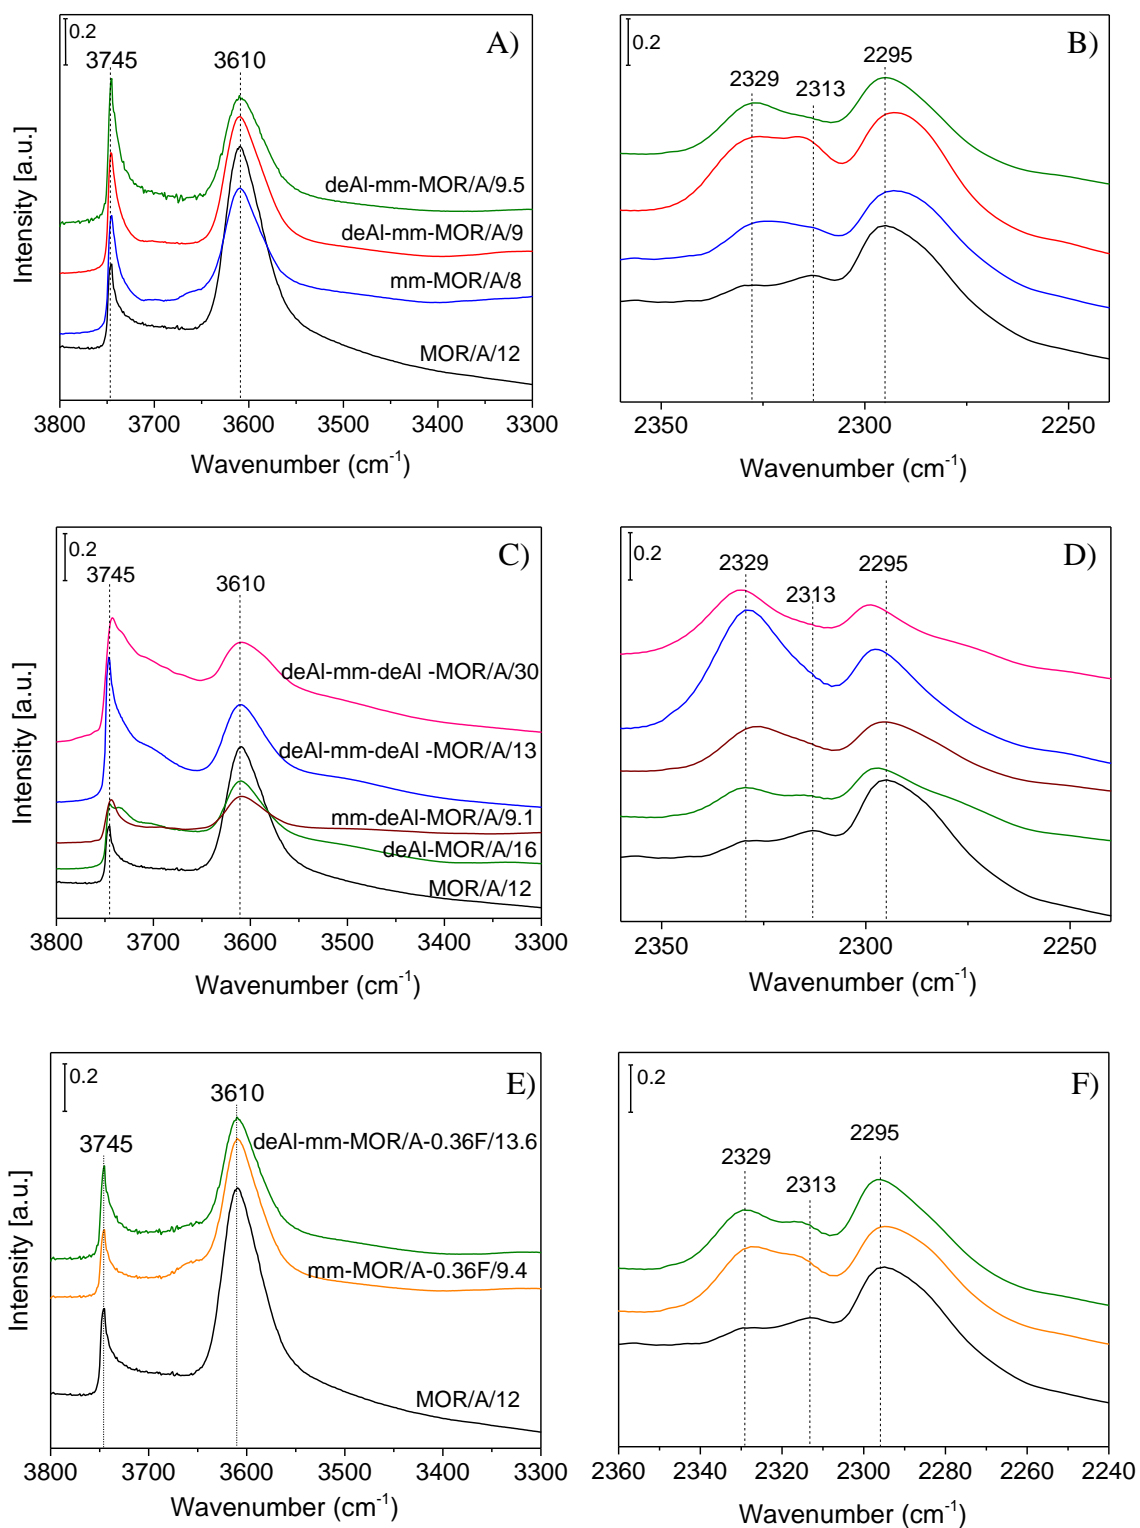 0.2
A)
3745
3610
deAl-mm-MOR/A/9.5
deAl-mm-MOR/A/9
mm-MOR/A/8
MOR/A/12
Intensity [a.u.]
3800 3700 3600 3500 3400 3300
Wavenumber (cm-1)
0.2
B)
2329
2313
2295
2350 2300 2250
Wavenumber (cm-1)
0.2
C)
3745
3610
deAl-mm-deAl -MOR/A/30
deAl-mm-deAl -MOR/A/13
mm-deAl-MOR/A/9.1
deAl-MOR/A/16
MOR/A/12
Intensity [a.u.]
3800 3700 3600 3500 3400 3300
Wavenumber (cm-1)
0.2
D)
2329
2313
2295
2350 2300 2250
Wavenumber (cm-1)
0.2
E)
3745
3610
deAl-mm-MOR/A-0.36F/13.6
mm-MOR/A-0.36F/9.4
MOR/A/12
Intensity [a.u.]
3800 3700 3600 3500 3400 3300
Wavenumber (cm-1)
0.2
F)
2329
2313
2295
2360 2340 2320 2300 2280 2260 2240
Wavenumber (cm-1)